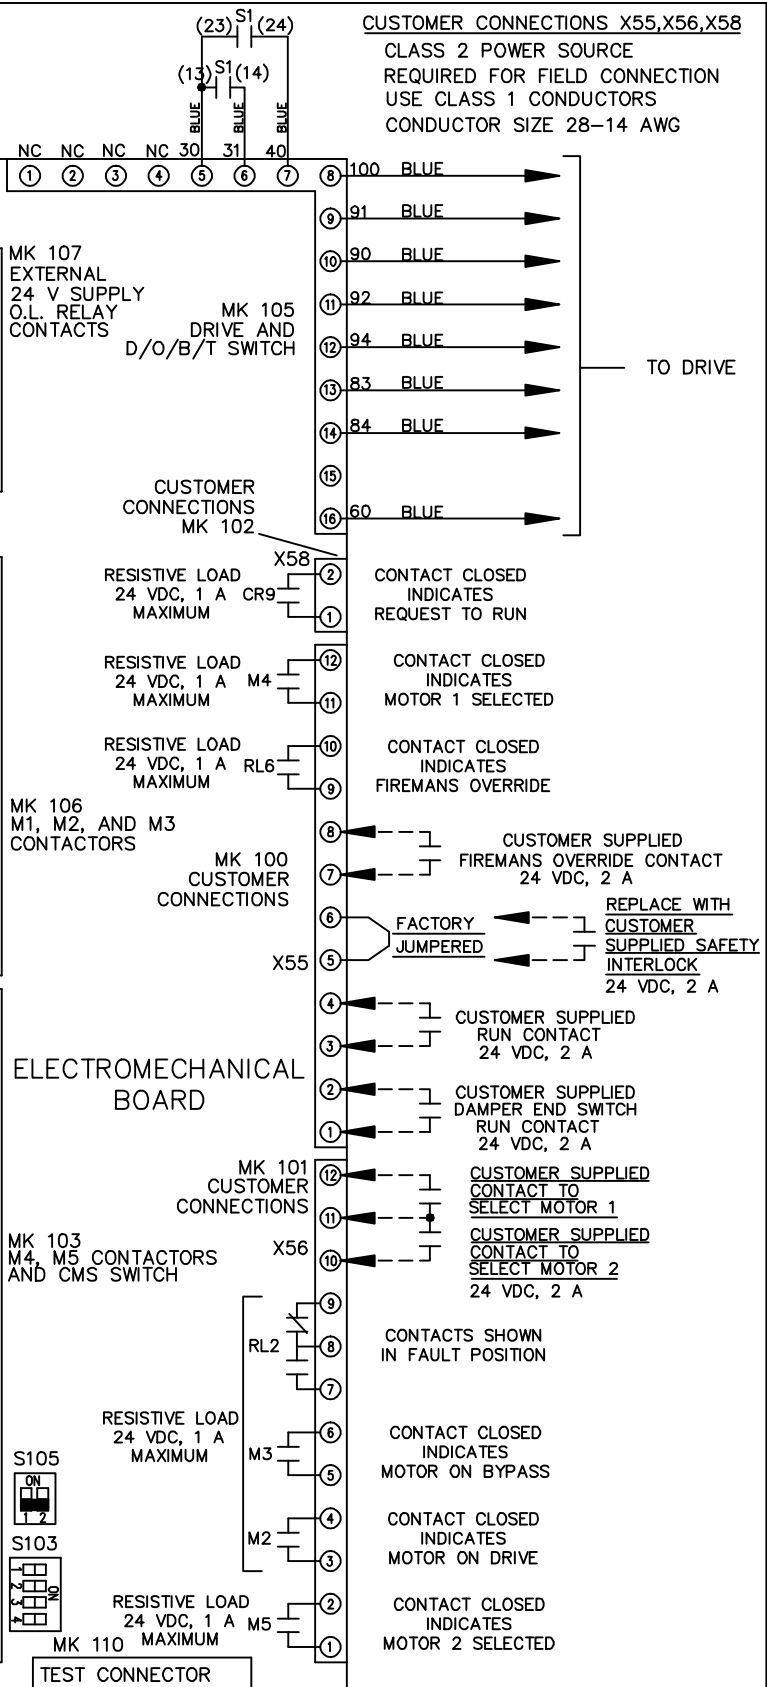 CUSTOMER CONNECTIONS X55,X56,X58
CLASS 2 POWER SOURCE
REQUIRED FOR FIELD CONNECTION
USE CLASS 1 CONDUCTORS
CONDUCTOR SIZE 28–14 AWG
S1
(23) (24)
S1
(13) (14)
BLUE BLUE BLUE
NC NC NC NC 30 31 40
1 2 3 4 5 6 7
8 100 BLUE
9 91 BLUE
10 90 BLUE
11 92 BLUE
12 94 BLUE
13 83 BLUE
14 84 BLUE
15
16 60 BLUE
TO DRIVE
MK 107
EXTERNAL
24 V SUPPLY
O.L. RELAY
CONTACTS
MK 105
DRIVE AND
D/O/B/T SWITCH
CUSTOMER
CONNECTIONS
MK 102
X58
2
1
RESISTIVE LOAD
24 VDC, 1 A CR9
MAXIMUM
CONTACT CLOSED
INDICATES
REQUEST TO RUN
12
11
RESISTIVE LOAD
24 VDC, 1 A M4
MAXIMUM
CONTACT CLOSED
INDICATES
MOTOR 1 SELECTED
10
9
RESISTIVE LOAD
24 VDC, 1 A RL6
MAXIMUM
CONTACT CLOSED
INDICATES
FIREMANS OVERRIDE
MK 106
M1, M2, AND M3
CONTACTORS
MK 100
CUSTOMER
CONNECTIONS
8
7
CUSTOMER SUPPLIED
FIREMANS OVERRIDE CONTACT
24 VDC, 2 A
6
5
X55
FACTORY
JUMPERED
REPLACE WITH
CUSTOMER
SUPPLIED SAFETY
INTERLOCK
24 VDC, 2 A
4
3
CUSTOMER SUPPLIED
RUN CONTACT
24 VDC, 2 A
ELECTROMECHANICAL
BOARD
2
1
CUSTOMER SUPPLIED
DAMPER END SWITCH
RUN CONTACT
24 VDC, 2 A
MK 101
CUSTOMER
CONNECTIONS
X56
12
11
10
CUSTOMER SUPPLIED
CONTACT TO
SELECT MOTOR 1
CUSTOMER SUPPLIED
CONTACT TO
SELECT MOTOR 2
24 VDC, 2 A
MK 103
M4, M5 CONTACTORS
AND CMS SWITCH
9
8
7
RL2
CONTACTS SHOWN
IN FAULT POSITION
RESISTIVE LOAD
24 VDC, 1 A
MAXIMUM
6
5
M3
CONTACT CLOSED
INDICATES
MOTOR ON BYPASS
S105
ON
1 2
4
3
M2
CONTACT CLOSED
INDICATES
MOTOR ON DRIVE
S103
1
2
3
4
ON
2
1
RESISTIVE LOAD
24 VDC, 1 A M5
MAXIMUM
CONTACT CLOSED
INDICATES
MOTOR 2 SELECTED
MK 110
TEST CONNECTOR